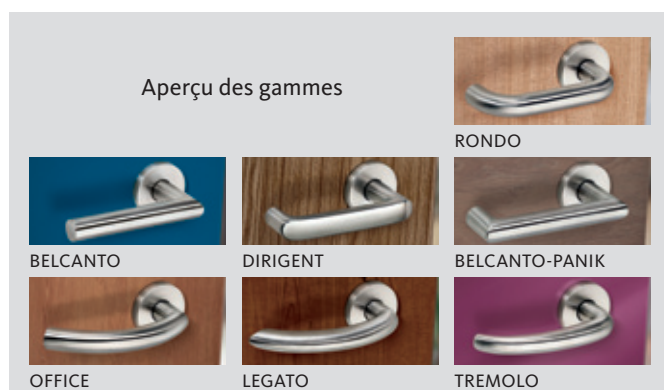 Aperçu des gammes
RONDO
BELCANTO
DIRIGENT
BELCANTO-PANIK
OFFICE
LEGATO
TREMOLO